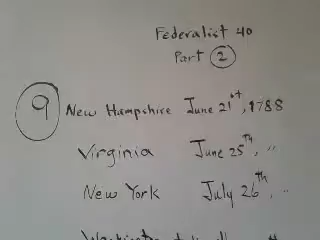 Federalist 40
Part 2
9 New Hampshire June 21st, 1788
Virginia June 25th, "
New York July 26th, "